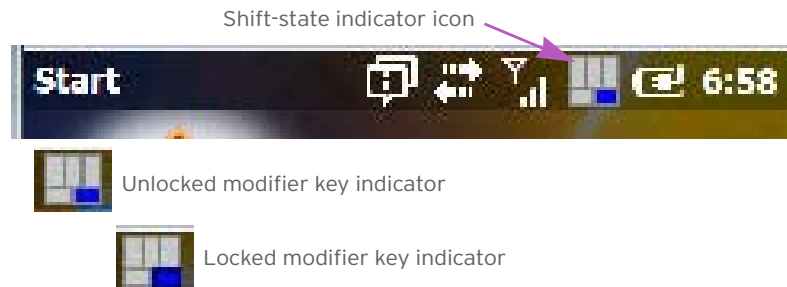 Shift-state indicator icon
Start 6:58
Unlocked modifier key indicator
Locked modifier key indicator